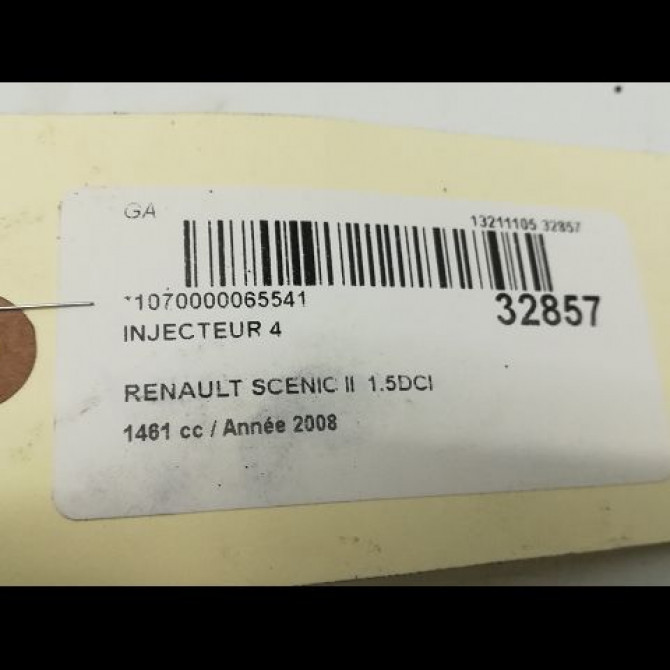 GA
13211105 32857
*1070000065541
32857
INJECTEUR 4
RENAULT SCENIC II 1.5DCI
1461 cc / Année 2008